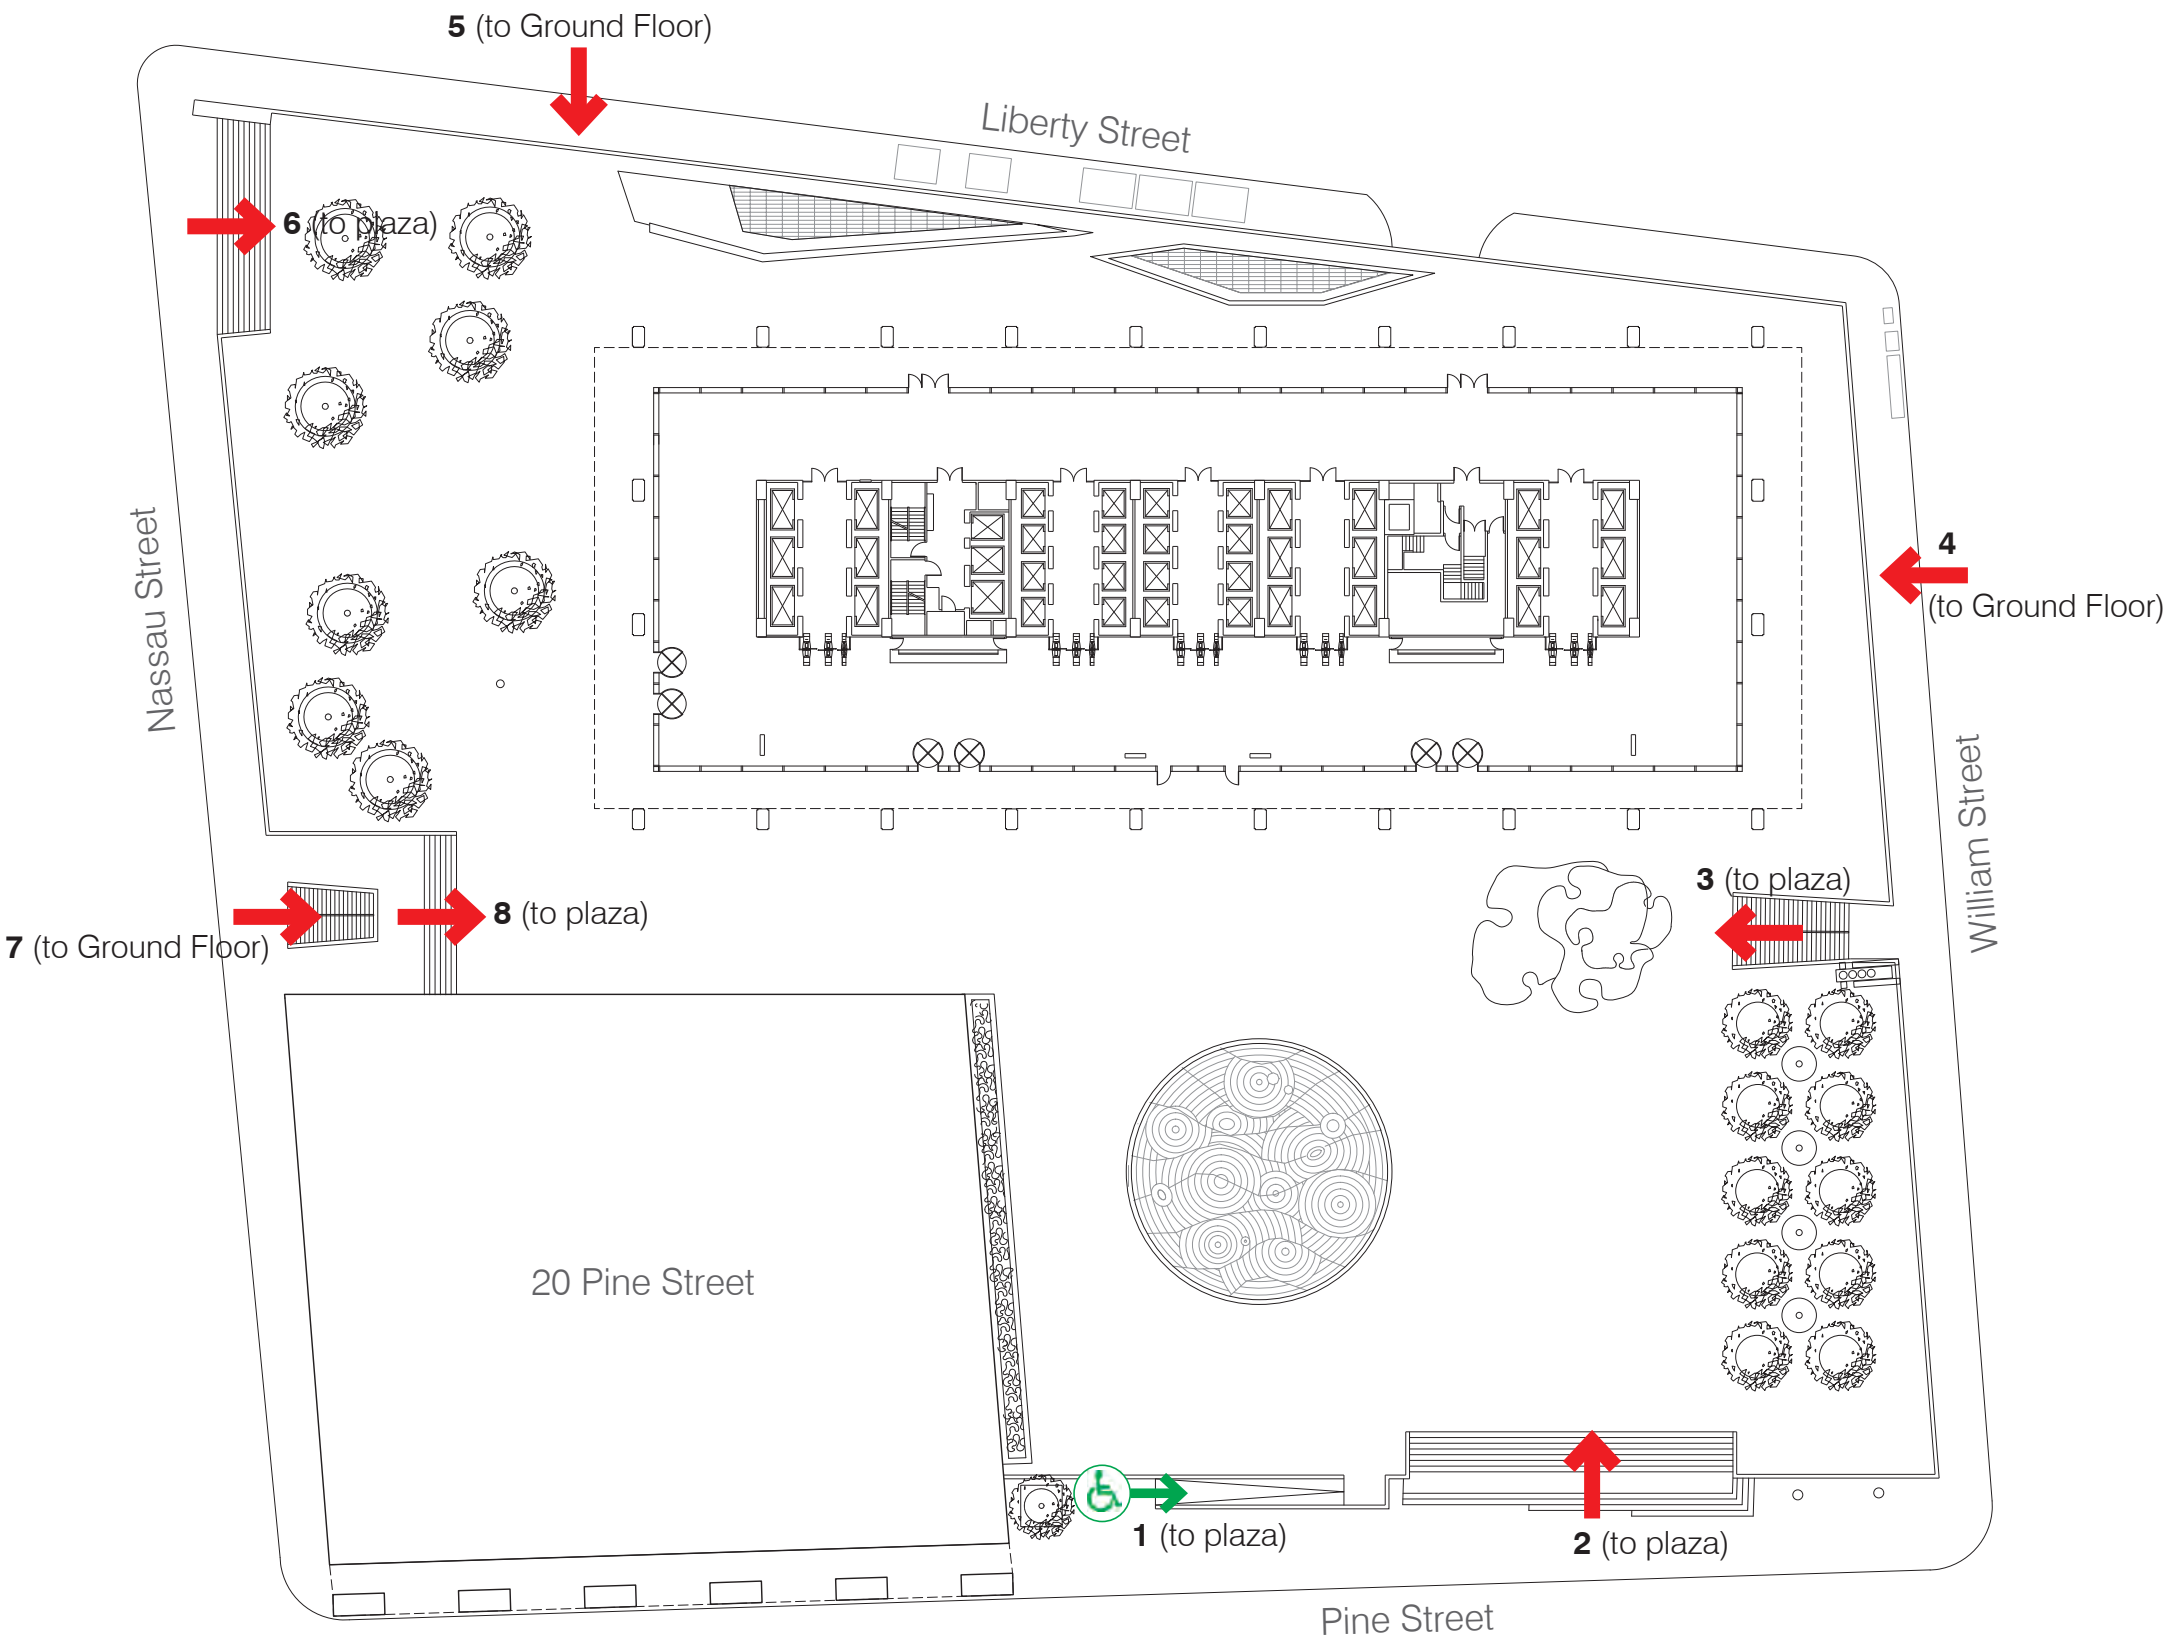 5 (to Ground Floor)
Liberty Street
6 (to plaza)
Nassau Street
4
(to Ground Floor)
William Street
3 (to plaza)
8 (to plaza)
7 (to Ground Floor)
20 Pine Street
1 (to plaza)
2 (to plaza)
Pine Street